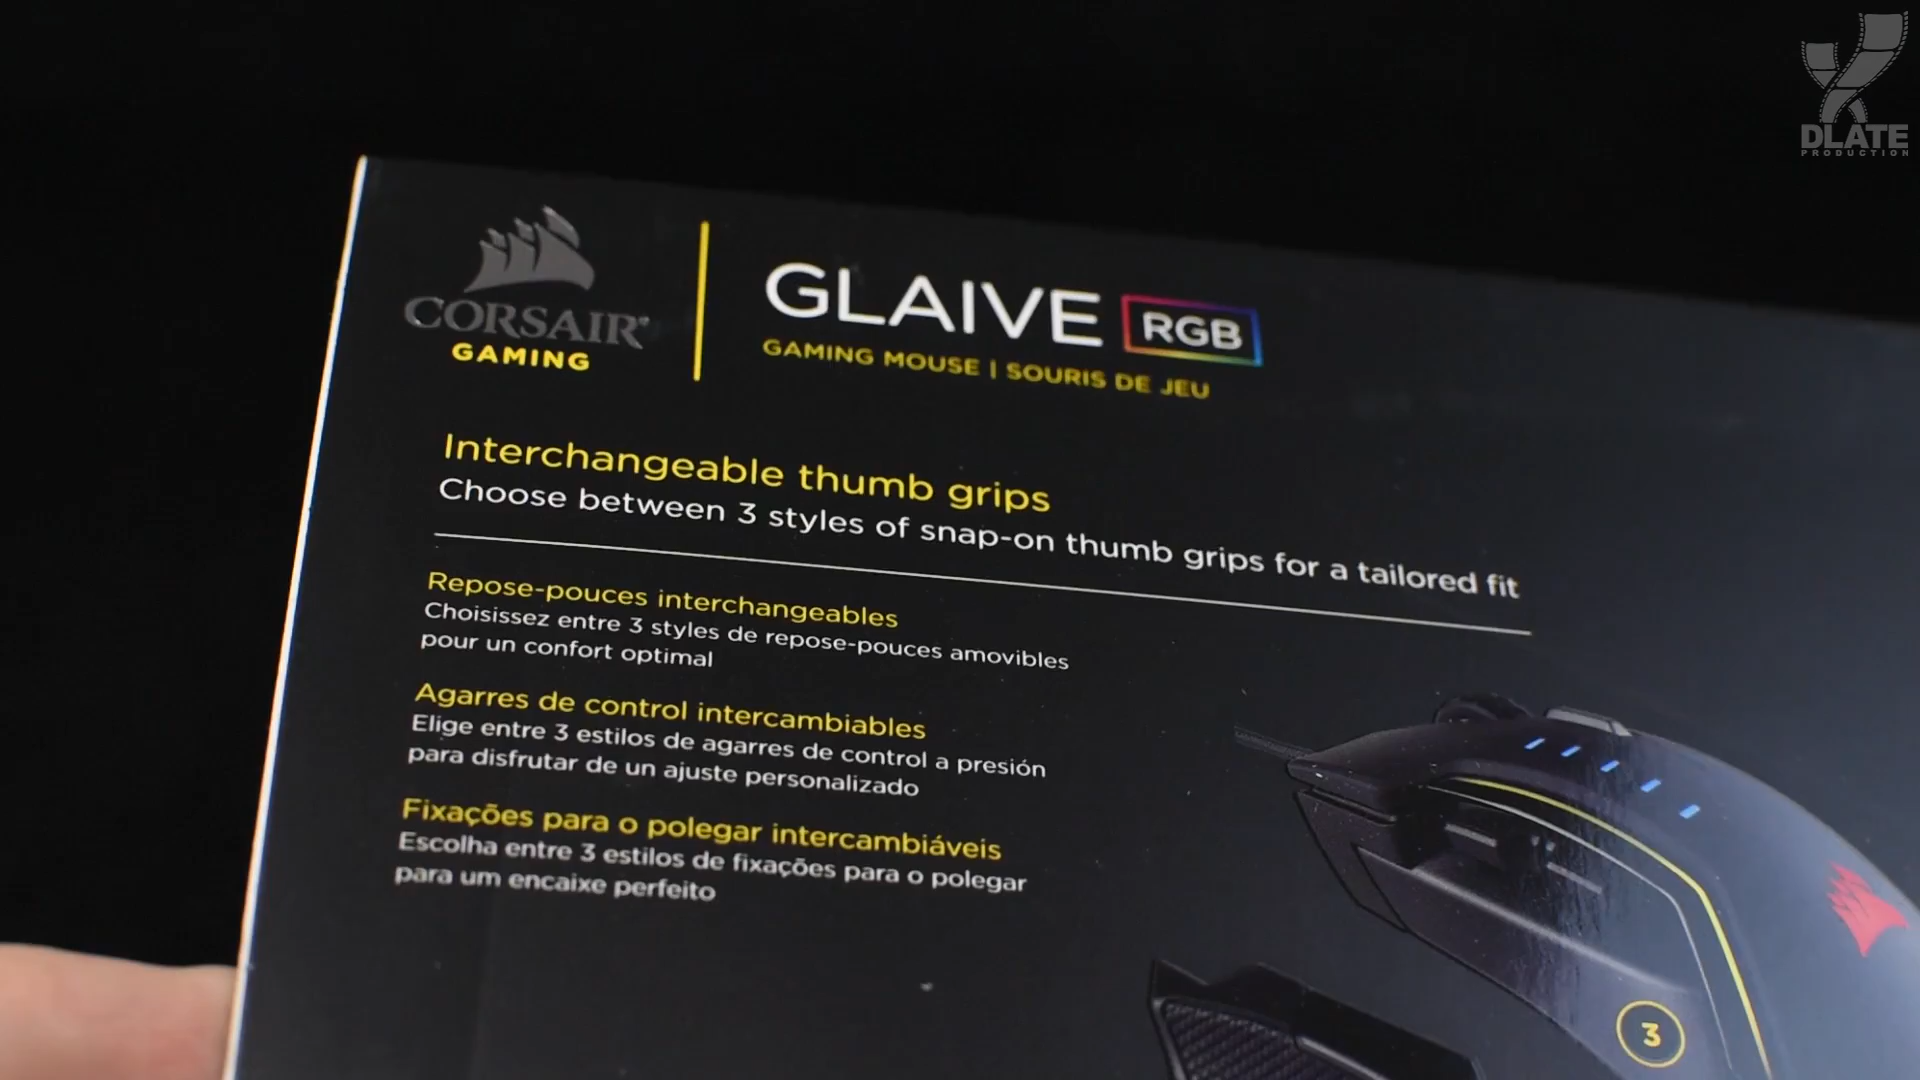 DLATE
PRODUCTION
CORSAIR
GAMING
GLAIVE RGB
GAMING MOUSE | SOURIS DE JEU
Interchangeable thumb grips
Choose between 3 styles of snap-on thumb grips for a tailored fit
Repose-pouces interchangeables
Choisissez entre 3 styles de repose-pouces amovibles
pour un confort optimal
Agarres de control intercambiables
Elige entre 3 estilos de agarres de control a presión
para disfrutar de un ajuste personalizado
Fixações para o polegar intercambiáveis
Escolha entre 3 estilos de fixações para o polegar
para um encaixe perfeito
3